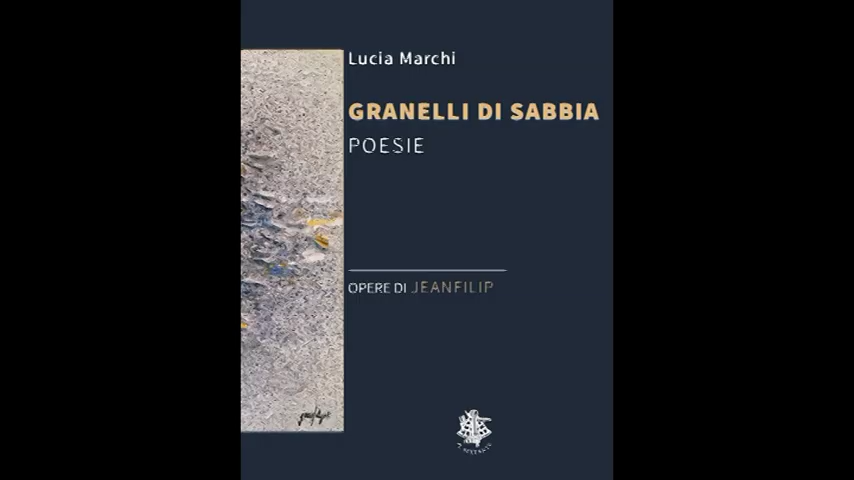 Lucia Marchi
GRANELLI DI SABBIA
POESIE
OPERE DI JEANFILIP